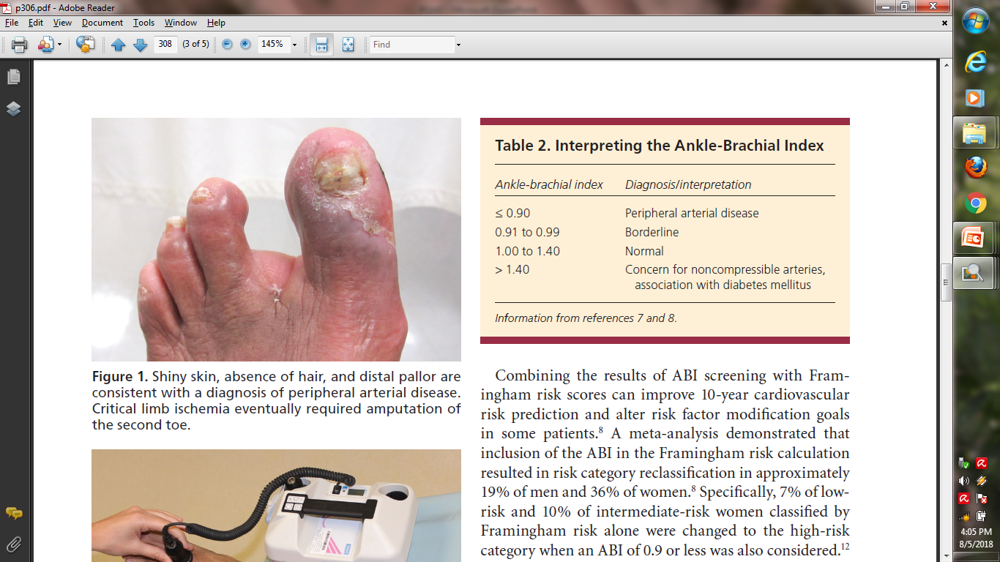 p306.pdf - Adobe Reader
File Edit View Document Tools Window Help
308 (3 of 5) 145% Find
Figure 1. Shiny skin, absence of hair, and distal pallor are
consistent with a diagnosis of peripheral arterial disease.
Critical limb ischemia eventually required amputation of
the second toe.
Table 2. Interpreting the Ankle-Brachial Index
Ankle-brachial index Diagnosis/interpretation
≤ 0.90 Peripheral arterial disease
0.91 to 0.99 Borderline
1.00 to 1.40 Normal
> 1.40 Concern for noncompressible arteries,
association with diabetes mellitus
Information from references 7 and 8.
Combining the results of ABI screening with Fram-
ingham risk scores can improve 10-year cardiovascular
risk prediction and alter risk factor modification goals
in some patients.⁸ A meta-analysis demonstrated that
inclusion of the ABI in the Framingham risk calculation
resulted in risk category reclassification in approximately
19% of men and 36% of women.⁸ Specifically, 7% of low-
risk and 10% of intermediate-risk women classified by
Framingham risk alone were changed to the high-risk
category when an ABI of 0.9 or less was also considered.¹²
4:05 PM
8/5/2018